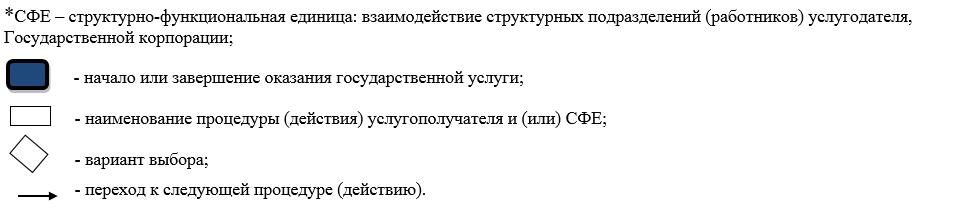 *СФЕ – структурно-функциональная единица: взаимодействие структурных подразделений (работников) услугодателя,
Государственной корпорации;
- начало или завершение оказания государственной услуги;
- наименование процедуры (действия) услугополучателя и (или) СФЕ;
- вариант выбора;
- переход к следующей процедуре (действию).